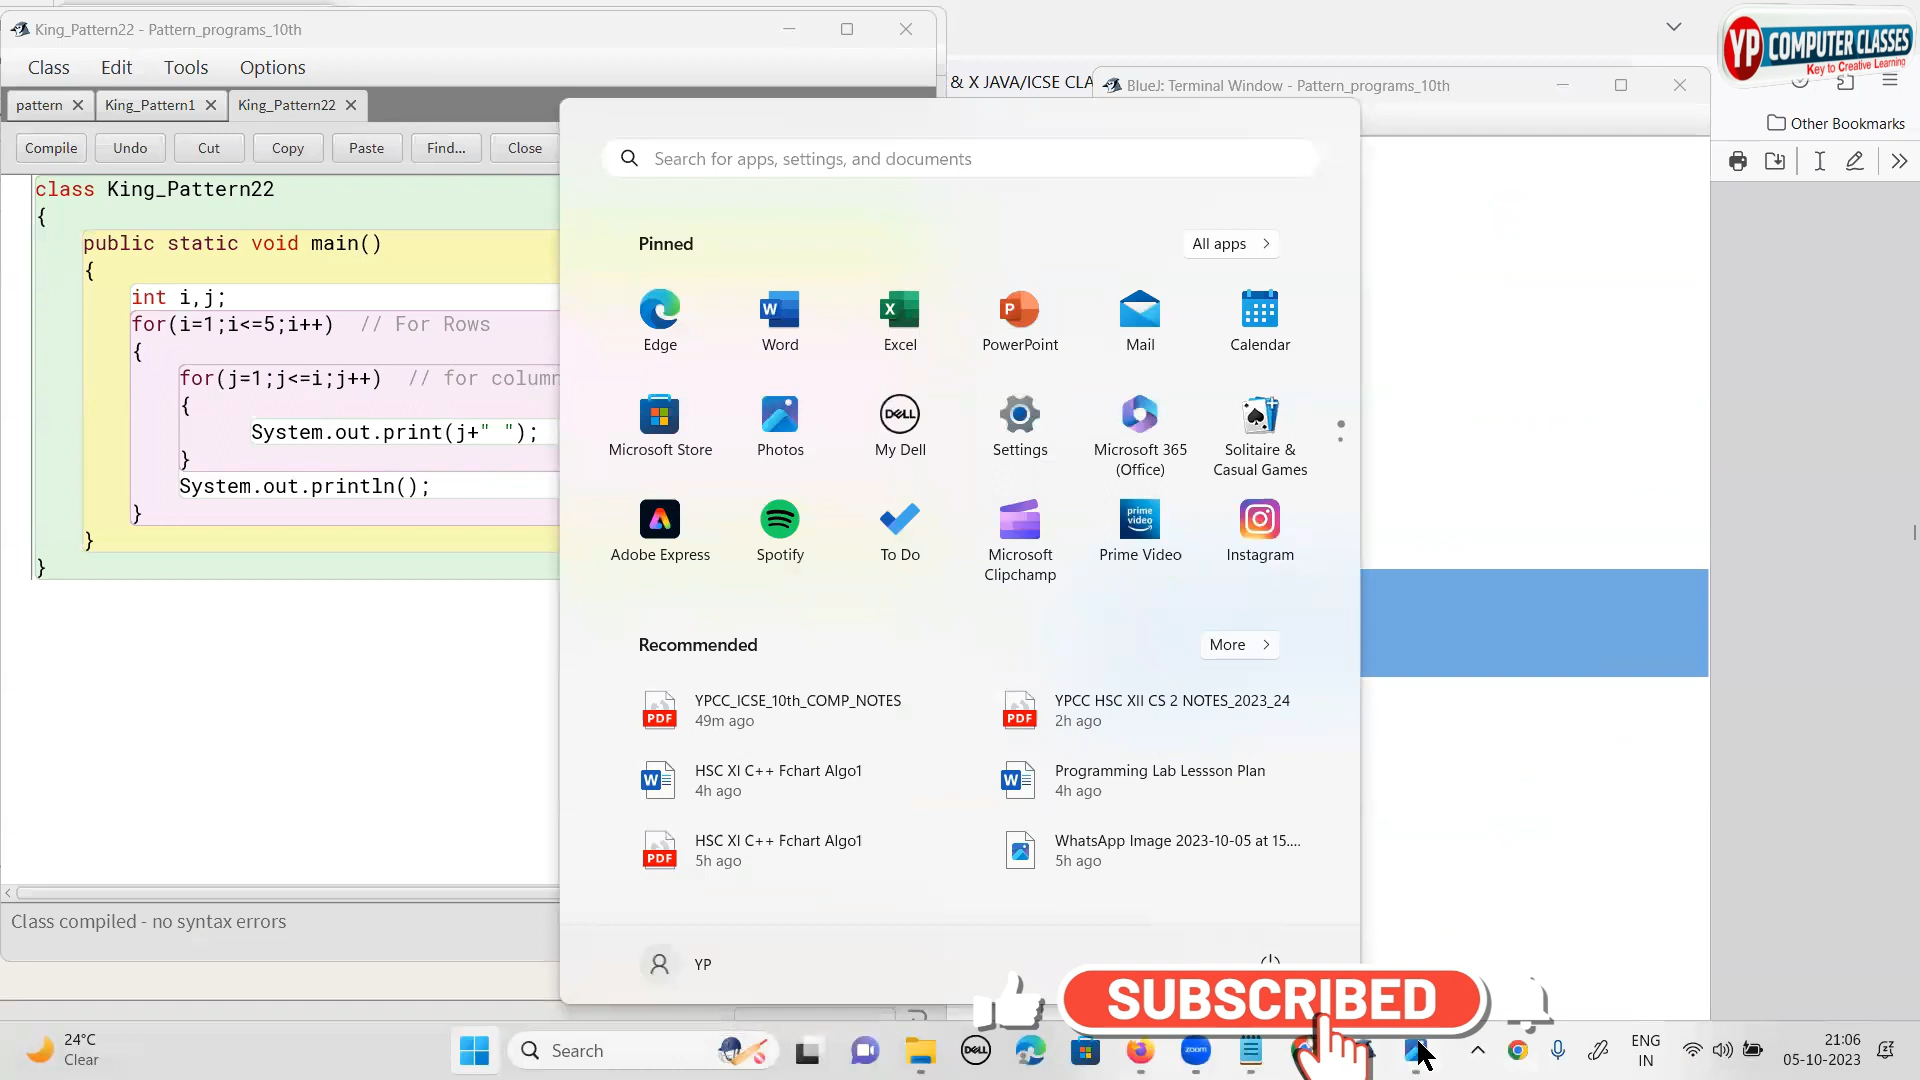 King_Pattern22 - Pattern_programs_10th
Class Edit Tools Options
pattern King_Pattern1 King_Pattern22
Compile Undo Cut Copy Paste Find... Close
class King_Pattern22
{
public static void main()
{
int i,j;
for(i=1;i<=5;i++) // For Rows
{
for(j=1;j<=i;j++) // for column
{
System.out.print(j+" ");
}
System.out.println();
}
}
}
Class compiled - no syntax errors
& X JAVA/ICSE CLA
BlueJ: Terminal Window - Pattern_programs_10th
YP COMPUTER CLASSES
Key to Creative Learning
Other Bookmarks
Search for apps, settings, and documents
Pinned
All apps
Edge Word Excel PowerPoint Mail Calendar
Microsoft Store Photos My Dell Settings Microsoft 365 (Office) Solitaire & Casual Games
Adobe Express Spotify To Do Microsoft Clipchamp Prime Video Instagram
Recommended
More
YPCC_ICSE_10th_COMP_NOTES
49m ago
YPCC HSC XII CS 2 NOTES_2023_24
2h ago
HSC XI C++ Fchart Algo1
4h ago
Programming Lab Lessson Plan
4h ago
HSC XI C++ Fchart Algo1
5h ago
WhatsApp Image 2023-10-05 at 15....
5h ago
YP
SUBSCRIBED
24°C
Clear
Search
ENG
IN
21:06
05-10-2023